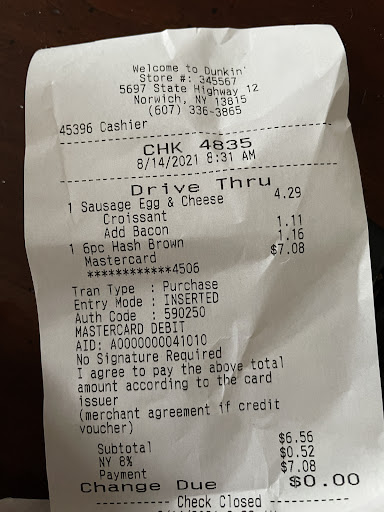 Welcome to Dunkin'
Store #: 345567
5697 State Highway 12
Norwich, NY 13815
(607) 336-3865
45396 Cashier
CHK 4835
8/14/2021 8:31 AM
Drive Thru
1 Sausage Egg & Cheese 4.29
Croissant
Add Bacon 1.11
1 6pc Hash Brown 1.16
Mastercard $7.08
************4506
Tran Type : Purchase
Entry Mode : INSERTED
Auth Code : 590250
MASTERCARD DEBIT
AID: A0000000041010
No Signature Required
I agree to pay the above total
amount according to the card
issuer
(merchant agreement if credit
voucher)
Subtotal $6.56
NY 8% $0.52
Payment $7.08
Change Due $0.00
---------- Check Closed ----------